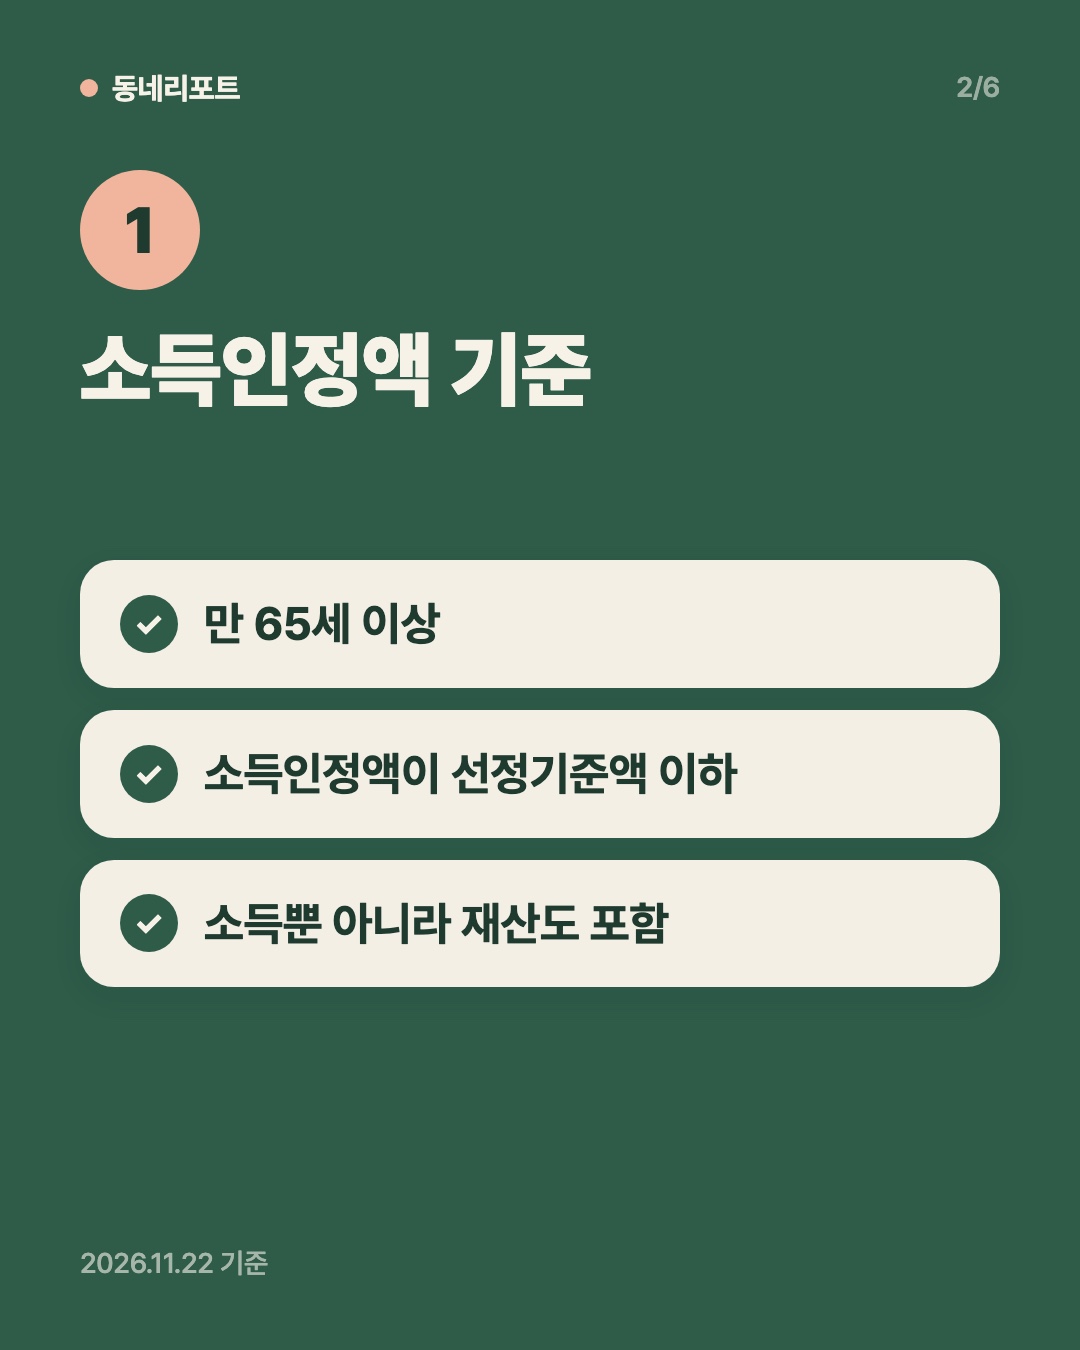 동네리포트
2/6
1
소득인정액 기준
만 65세 이상
소득인정액이 선정기준액 이하
소득뿐 아니라 재산도 포함
2026.11.22 기준